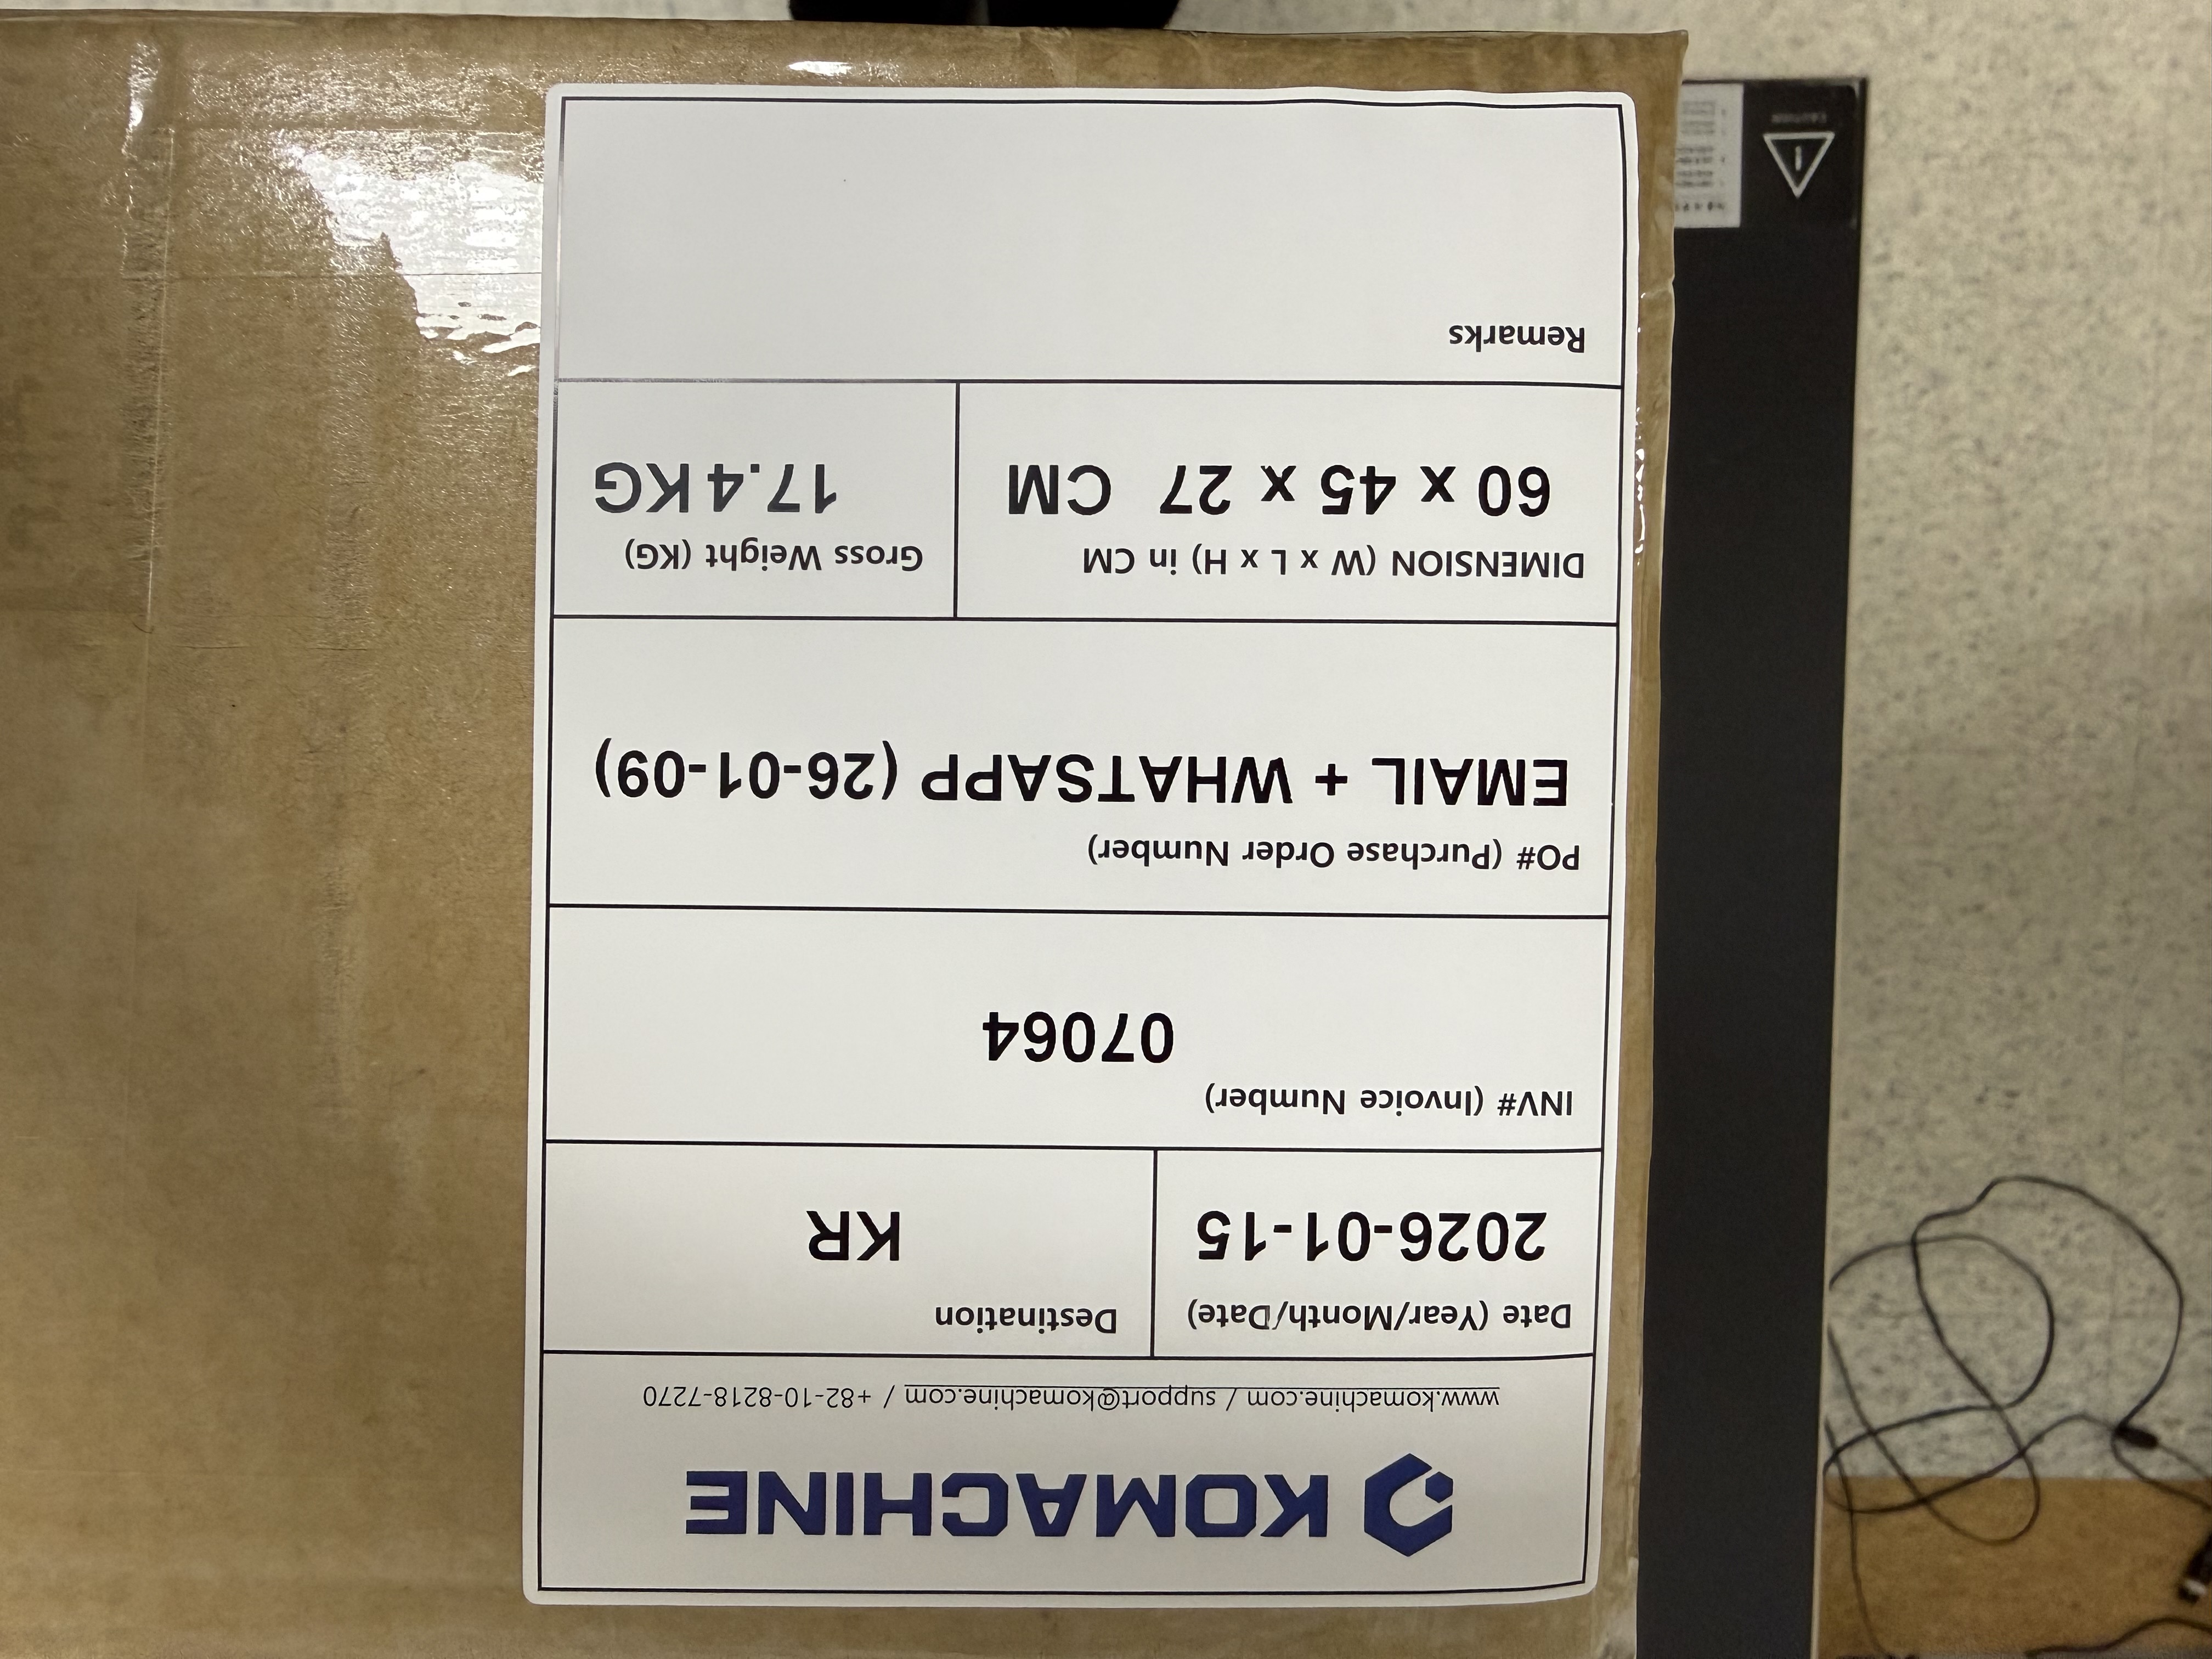 KOMACHINE
www.komachine.com / support@komachine.com / +82-10-8218-7270
Date (Year/Month/Date)
2026-01-15
Destination
KR
INV# (Invoice Number)
07064
PO# (Purchase Order Number)
EMAIL + WHATSAPP (26-01-09)
DIMENSION (W x L x H) in CM
60 x 45 x 27 CM
Gross Weight (KG)
17.4 KG
Remarks
CAUTION